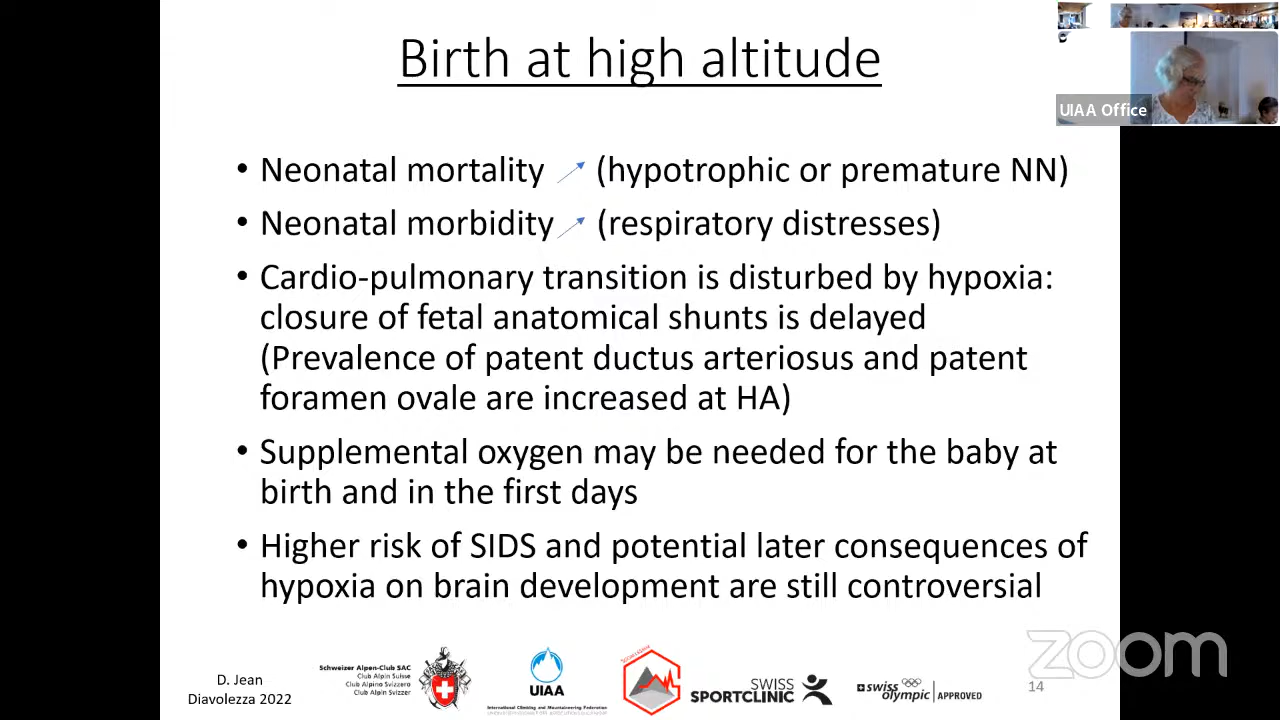 Birth at high altitude
UIAA Office
• Neonatal mortality (hypotrophic or premature NN)
• Neonatal morbidity (respiratory distresses)
• Cardio-pulmonary transition is disturbed by hypoxia:
closure of fetal anatomical shunts is delayed
(Prevalence of patent ductus arteriosus and patent
foramen ovale are increased at HA)
• Supplemental oxygen may be needed for the baby at
birth and in the first days
• Higher risk of SIDS and potential later consequences of
hypoxia on brain development are still controversial
D. Jean
Diavolezza 2022
Schweizer Alpen-Club SAC
Club Alpin Suisse
Club Alpino Svizzero
Club Alpin Svizzer
UIAA
International Climbing and Mountaineering Federation
SWISS
SPORTCLINIC
swiss
olympic
APPROVED
zoom
14